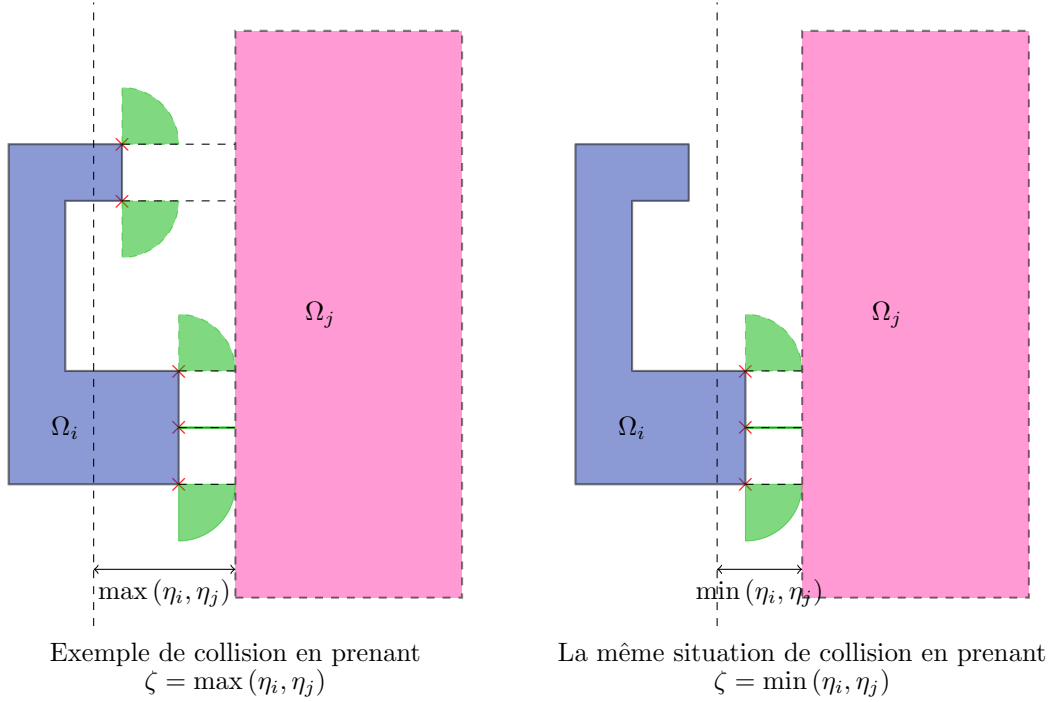 Ω_j
Ω_i
max (η_i, η_j)
Exemple de collision en prenant
ζ = max (η_i, η_j)
Ω_j
Ω_i
min (η_i, η_j)
La même situation de collision en prenant
ζ = min (η_i, η_j)